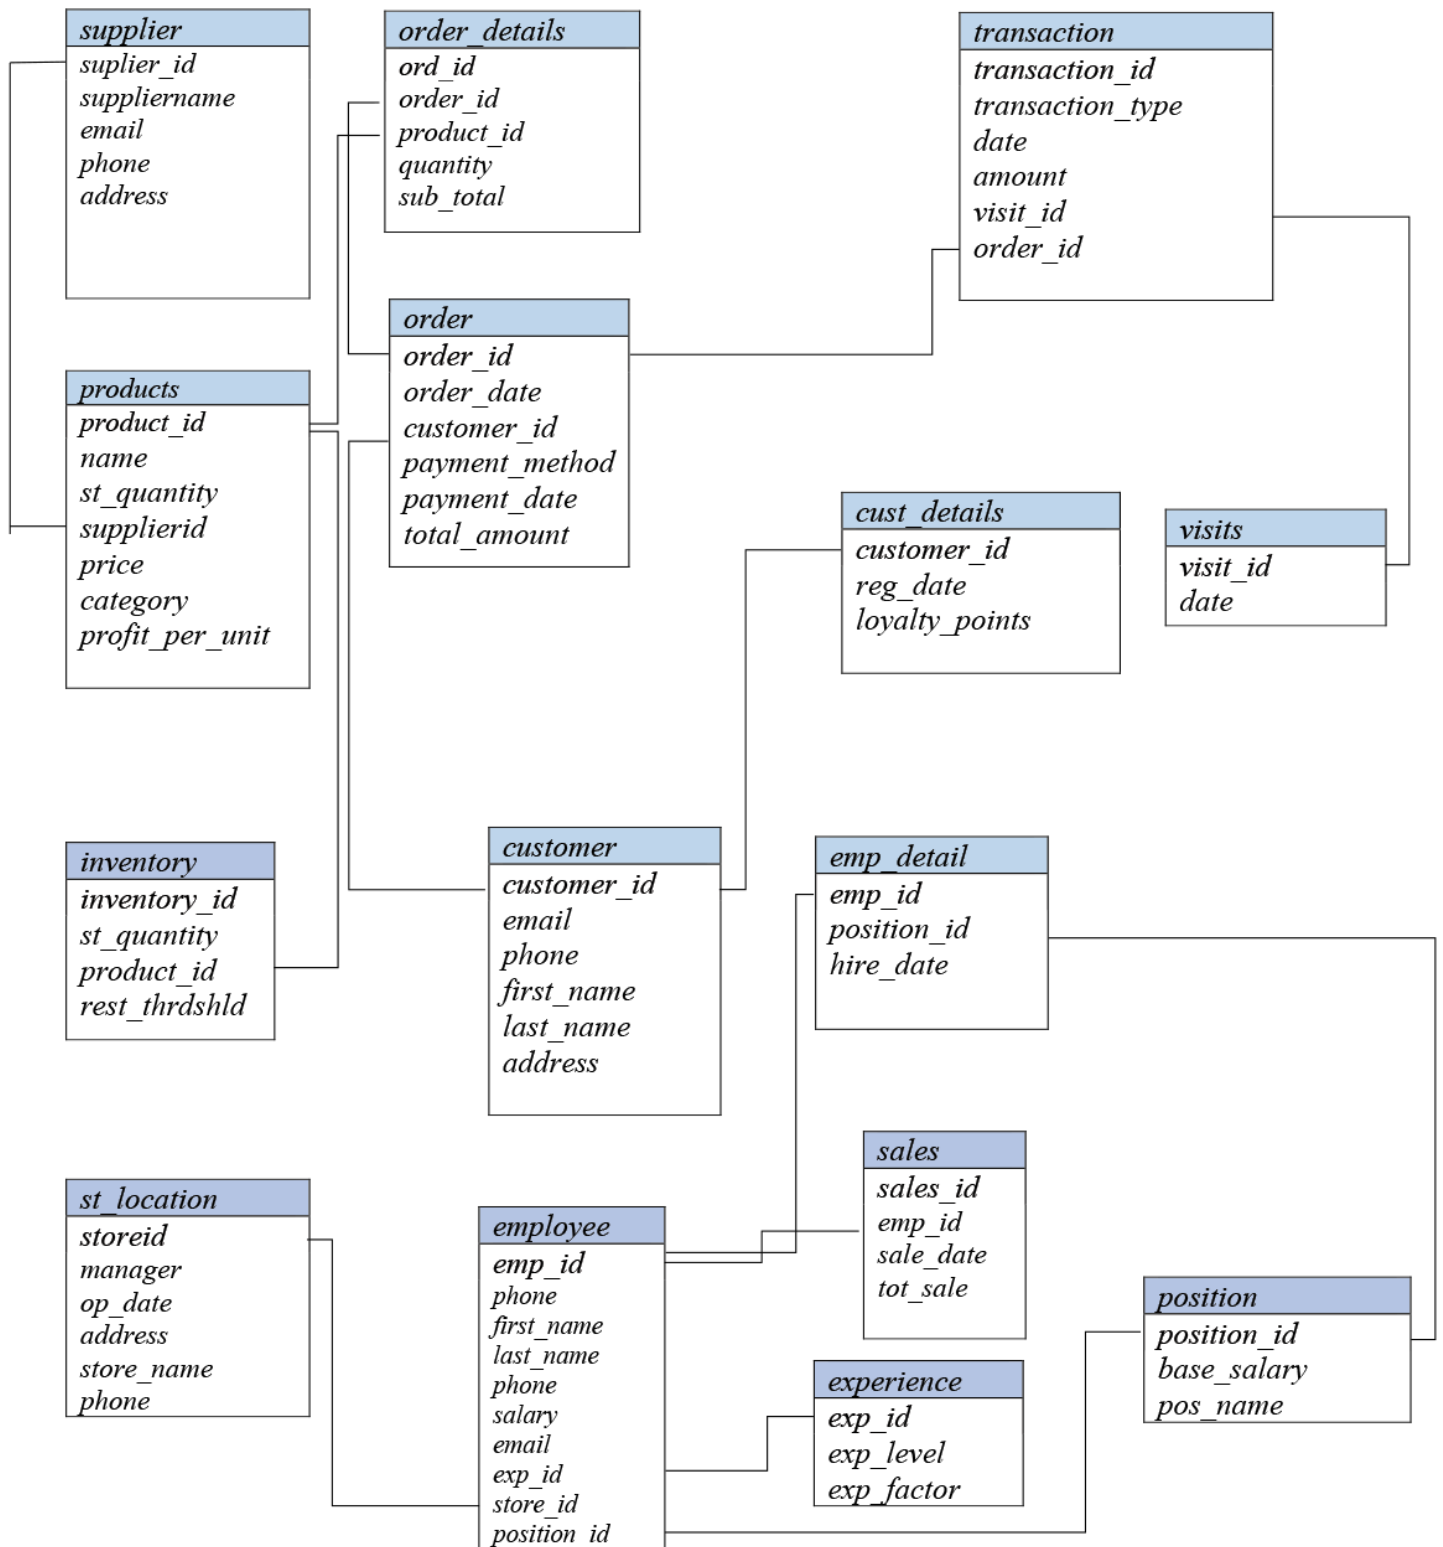 supplier
suplier_id
suppliername
email
phone
address
order_details
ord_id
order_id
product_id
quantity
sub_total
transaction
transaction_id
transaction_type
date
amount
visit_id
order_id
order
order_id
order_date
customer_id
payment_method
payment_date
total_amount
products
product_id
name
st_quantity
supplierid
price
category
profit_per_unit
cust_details
customer_id
reg_date
loyalty_points
visits
visit_id
date
inventory
inventory_id
st_quantity
product_id
rest_thrdshld
customer
customer_id
email
phone
first_name
last_name
address
emp_detail
emp_id
position_id
hire_date
st_location
storeid
manager
op_date
address
store_name
phone
employee
emp_id
phone
first_name
last_name
phone
salary
email
exp_id
store_id
position_id
sales
sales_id
emp_id
sale_date
tot_sale
experience
exp_id
exp_level
exp_factor
position
position_id
base_salary
pos_name